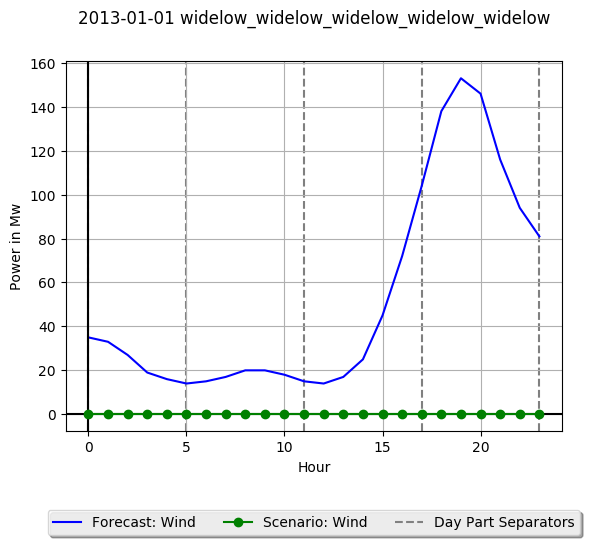 2013-01-01 widelow_widelow_widelow_widelow_widelow
160
140
120
100
80
60
40
20
0
Power in Mw
0 5 10 15 20
Hour
Forecast: Wind Scenario: Wind Day Part Separators